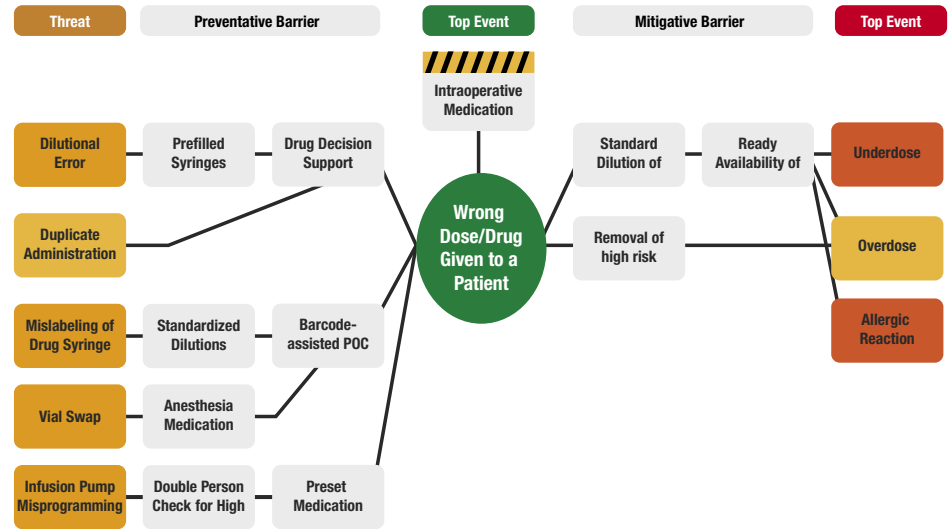 Threat
Preventative Barrier
Top Event
Mitigative Barrier
Top Event
Intraoperative
Medication
Dilutional
Error
Prefilled
Syringes
Drug Decision
Support
Standard
Dilution of
Ready
Availability of
Underdose
Duplicate
Administration
Wrong
Dose/Drug
Given to a
Patient
Removal of
high risk
Overdose
Mislabeling of
Drug Syringe
Standardized
Dilutions
Barcode-
assisted POC
Allergic
Reaction
Vial Swap
Anesthesia
Medication
Infusion Pump
Misprogramming
Double Person
Check for High
Preset
Medication